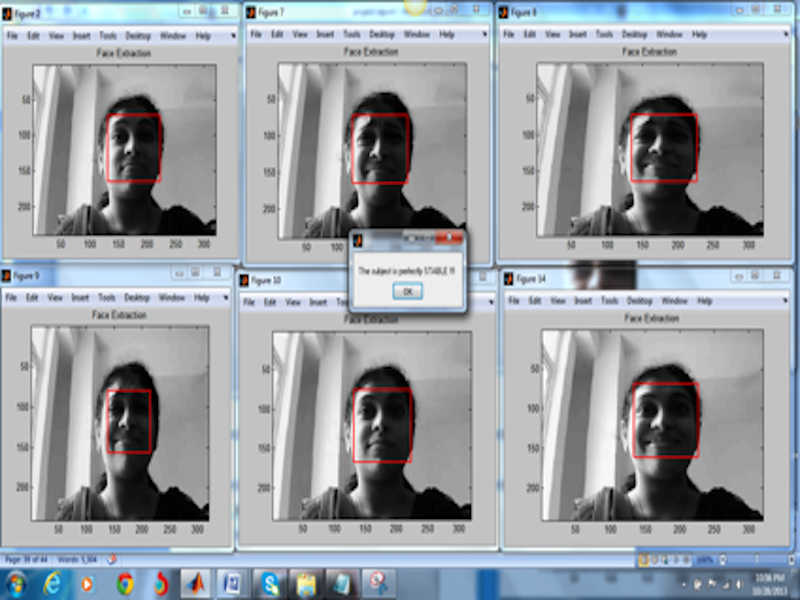 Figure 2
File Edit View Insert Tools Desktop Window Help
Face Extraction
50
100
150
200
50 100 150 200 250 300
Figure 7
File Edit View Insert Tools Desktop Window Help
Face Extraction
50
100
150
200
50 100
Figure 8
File Edit View Insert Tools Desktop Window Help
Face Extraction
50
100
150
200
50 100 150 200 250 300
The subject is perfectly STABLE !!!
OK
Figure 9
File Edit View Insert Tools Desktop Window Help
Face Extraction
50
100
150
200
50 100 150 200 250 300
Figure 10
File Edit View Insert Tools
Face Extraction
50
100
150
200
50 100 150 200 250 300
Figure 14
File Edit View Insert Tools Desktop Window Help
Face Extraction
50
100
150
200
50 100 150 200 250 300
Page: 39 of 44 Words: 5,304
100%
10:56 PM
10/28/2013